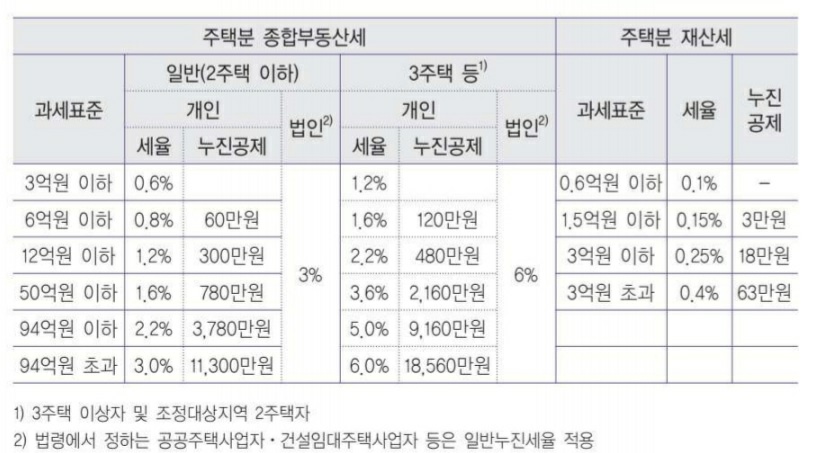 주택분 종합부동산세 주택분 재산세
과세표준 일반(2주택 이하) 3주택 등1) 과세표준 세율 누진공제
개인 법인2) 개인 법인2)
세율 누진공제 세율 누진공제
3억원 이하 0.6% 3% 1.2% 6% 0.6억원 이하 0.1% –
6억원 이하 0.8% 60만원 1.6% 120만원 1.5억원 이하 0.15% 3만원
12억원 이하 1.2% 300만원 2.2% 480만원 3억원 이하 0.25% 18만원
50억원 이하 1.6% 780만원 3.6% 2,160만원 3억원 초과 0.4% 63만원
94억원 이하 2.2% 3,780만원 5.0% 9,160만원
94억원 초과 3.0% 11,300만원 6.0% 18,560만원
1) 3주택 이상자 및 조정대상지역 2주택자
2) 법령에서 정하는 공공주택사업자·건설임대주택사업자 등은 일반누진세율 적용